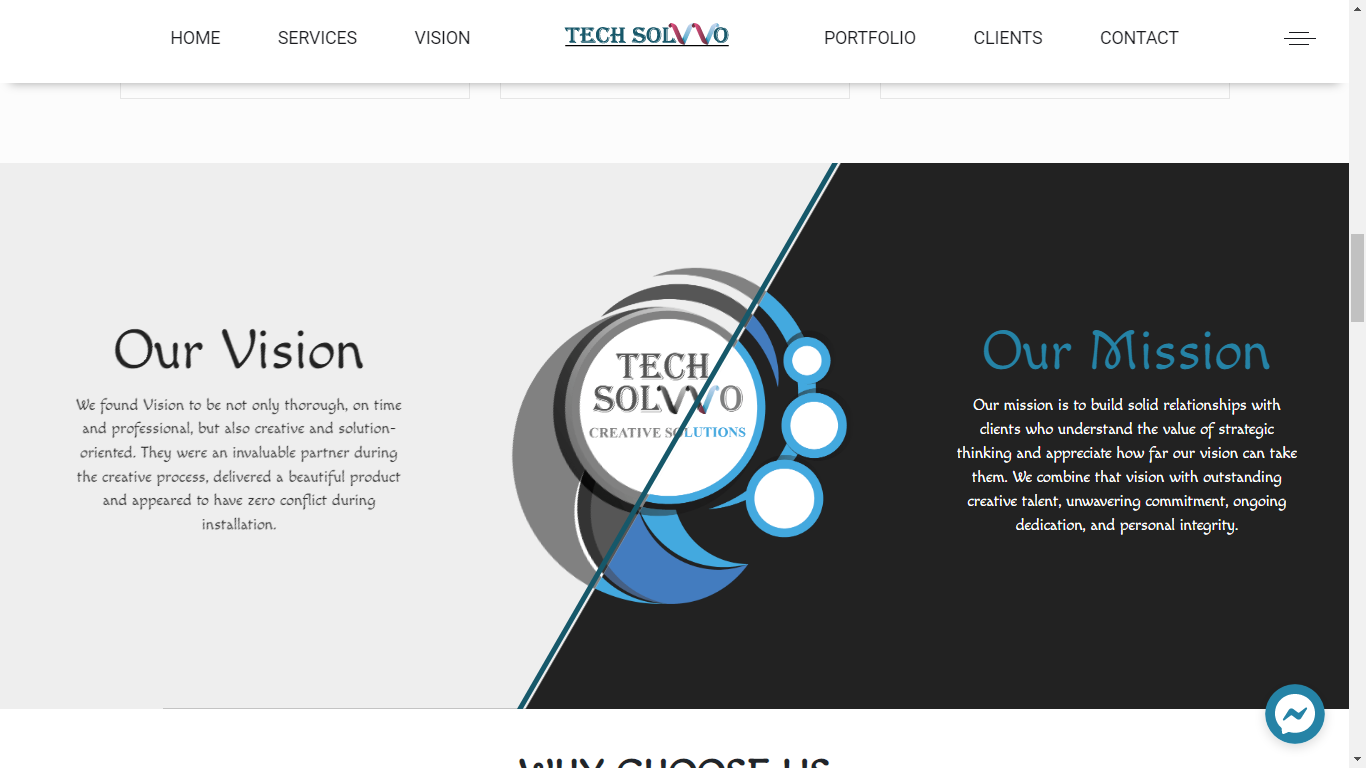 HOME
SERVICES
VISION
TECH SOLVVO
PORTFOLIO
CLIENTS
CONTACT
Our Vision
We found Vision to be not only thorough, on time
and professional, but also creative and solution-
oriented. They were an invaluable partner during
the creative process, delivered a beautiful product
and appeared to have zero conflict during
installation.
TECH
SOLVVO
CREATIVE SOLUTIONS
Our Mission
Our mission is to build solid relationships with
clients who understand the value of strategic
thinking and appreciate how far our vision can take
them. We combine that vision with outstanding
creative talent, unwavering commitment, ongoing
dedication, and personal integrity.
WHY CHOOSE US